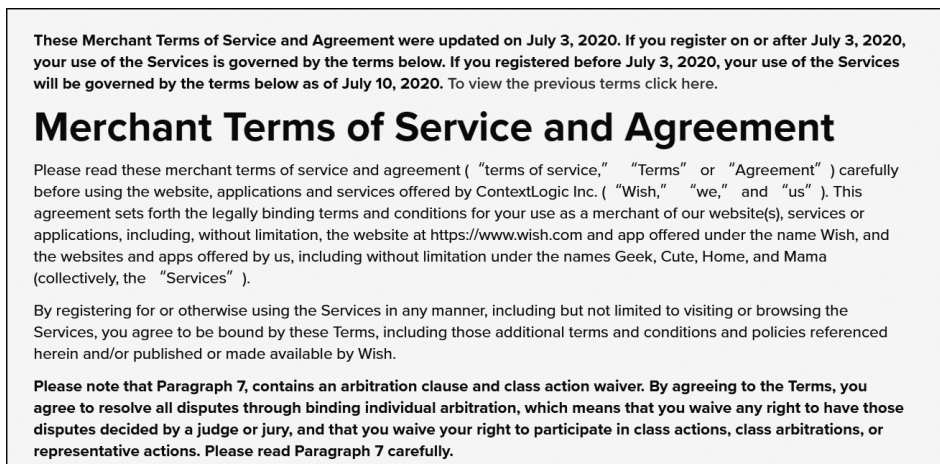 These Merchant Terms of Service and Agreement were updated on July 3, 2020. If you register on or after July 3, 2020,
your use of the Services is governed by the terms below. If you registered before July 3, 2020, your use of the Services
will be governed by the terms below as of July 10, 2020. To view the previous terms click here.
Merchant Terms of Service and Agreement
Please read these merchant terms of service and agreement ( “terms of service,” “Terms” or “Agreement” ) carefully
before using the website, applications and services offered by ContextLogic Inc. ( “Wish,” “we,” and “us” ). This
agreement sets forth the legally binding terms and conditions for your use as a merchant of our website(s), services or
applications, including, without limitation, the website at https://www.wish.com and app offered under the name Wish, and
the websites and apps offered by us, including without limitation under the names Geek, Cute, Home, and Mama
(collectively, the “Services” ).
By registering for or otherwise using the Services in any manner, including but not limited to visiting or browsing the
Services, you agree to be bound by these Terms, including those additional terms and conditions and policies referenced
herein and/or published or made available by Wish.
Please note that Paragraph 7, contains an arbitration clause and class action waiver. By agreeing to the Terms, you
agree to resolve all disputes through binding individual arbitration, which means that you waive any right to have those
disputes decided by a judge or jury, and that you waive your right to participate in class actions, class arbitrations, or
representative actions. Please read Paragraph 7 carefully.